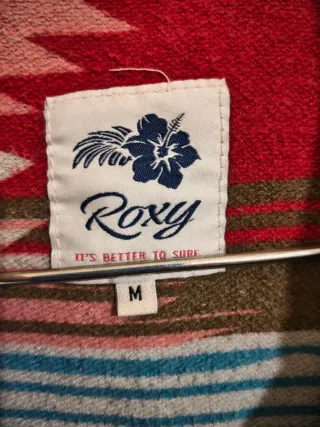 Roxy
IT'S BETTER TO SURF
M